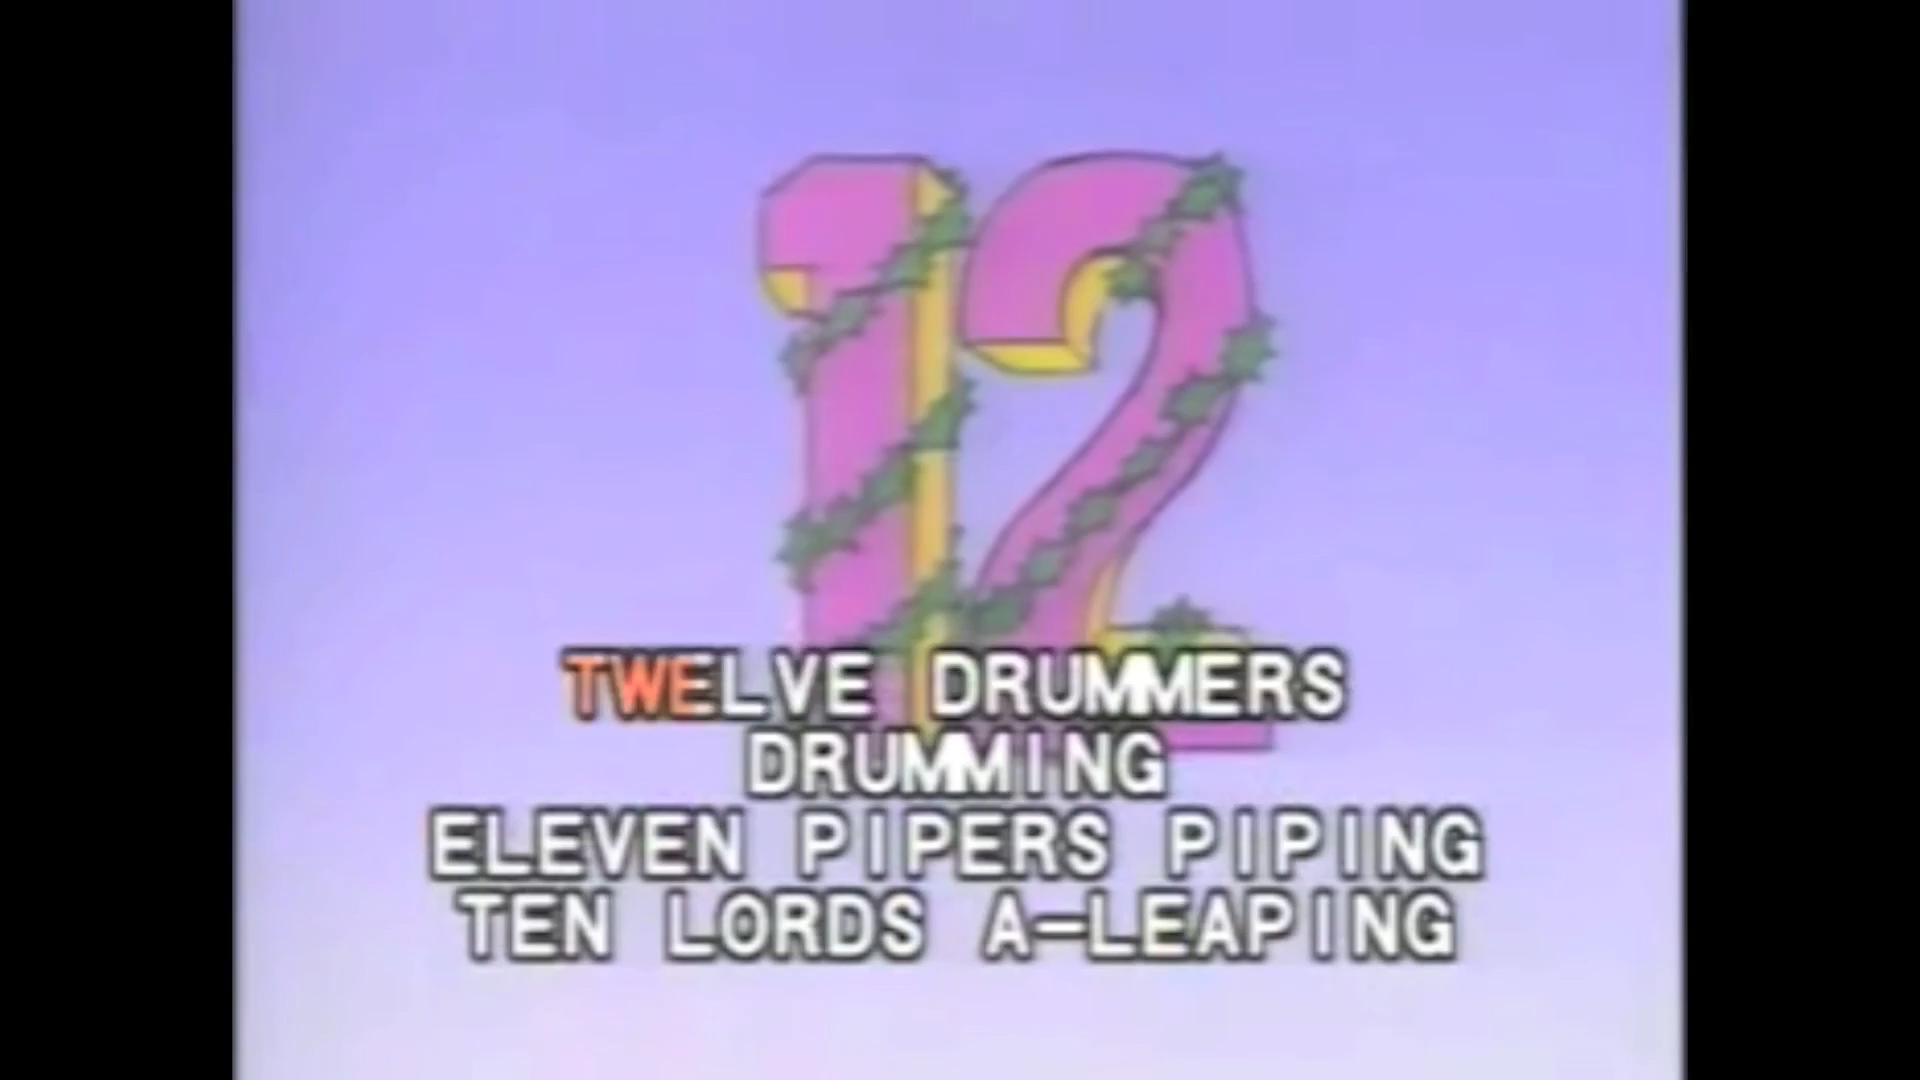 12
TWELVE DRUMMERS
DRUMMING
ELEVEN PIPERS PIPING
TEN LORDS A-LEAPING